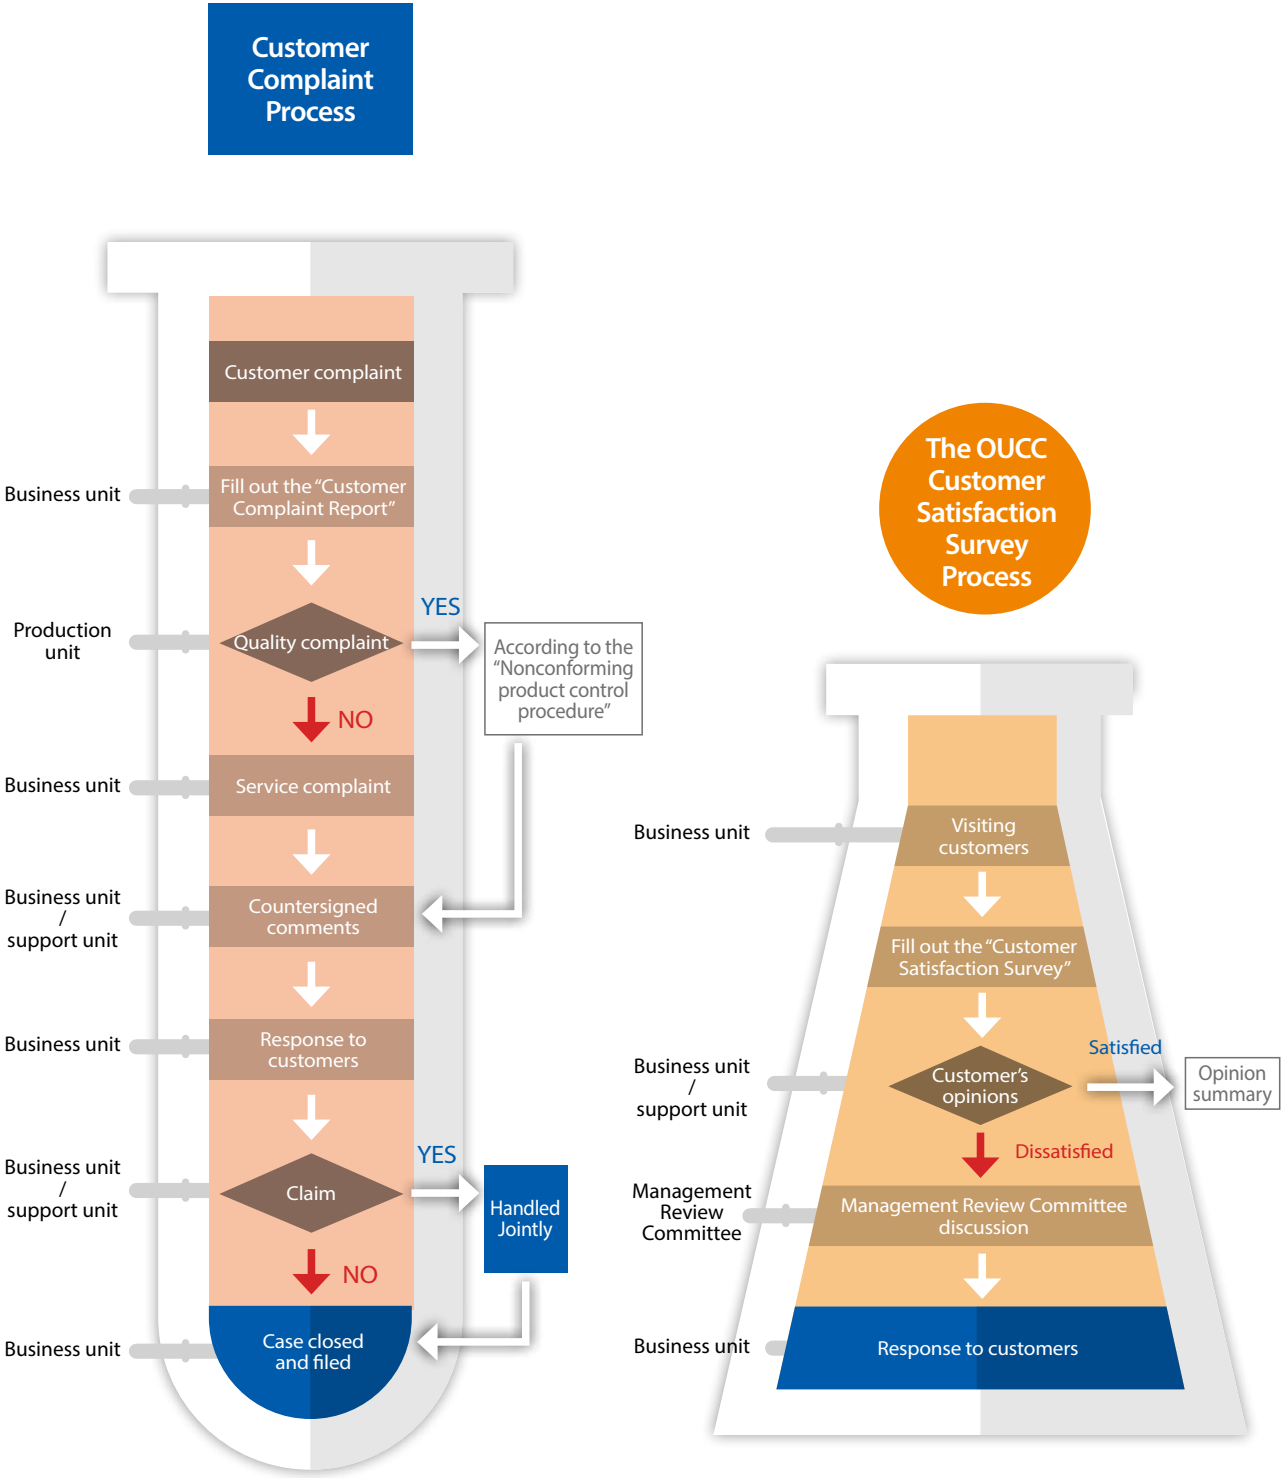 Customer
Complaint
Process
Customer complaint
Business unit
Fill out the “Customer
Complaint Report”
Production
unit
Quality complaint
YES
According to the
“Nonconforming
product control
procedure”
NO
Business unit
Service complaint
Business unit
/
support unit
Countersigned
comments
Business unit
Response to
customers
Business unit
/
support unit
Claim
YES
Handled
Jointly
NO
Business unit
Case closed
and filed
The OUCC
Customer
Satisfaction
Survey
Process
Business unit
Visiting
customers
Fill out the “Customer
Satisfaction Survey”
Business unit
/
support unit
Customer’s
opinions
Satisfied
Opinion
summary
Dissatisfied
Management
Review
Committee
Management Review Committee
discussion
Business unit
Response to customers